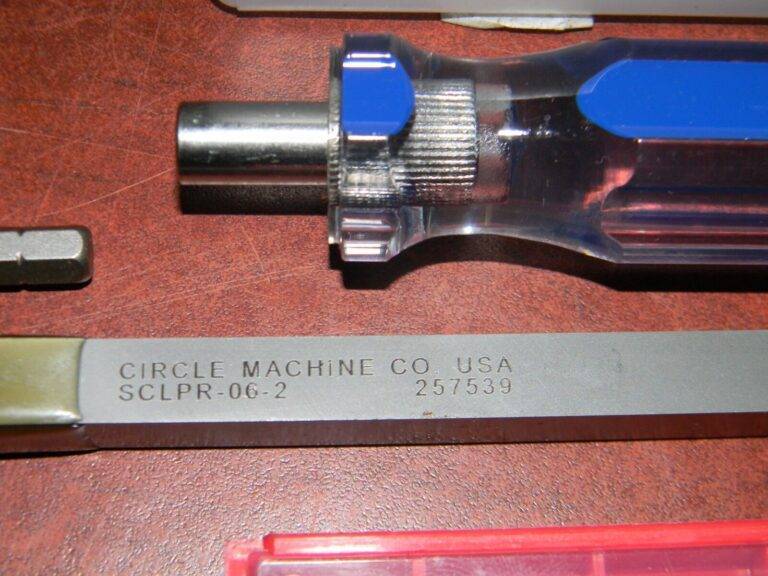 CIRCLE MACHINE CO. USA
SCLPR-06-2 257539